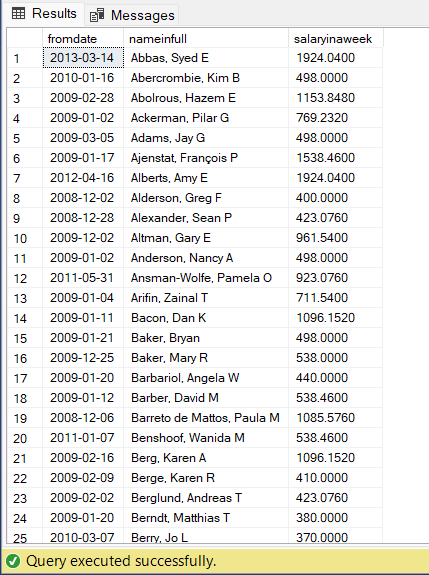 Results Messages
fromdate nameinfull salaryinaweek
1 2013-03-14 Abbas, Syed E 1924.0400
2 2010-01-16 Abercrombie, Kim B 498.0000
3 2009-02-28 Abolrous, Hazem E 1153.8480
4 2009-01-02 Ackerman, Pilar G 769.2320
5 2009-03-05 Adams, Jay G 498.0000
6 2009-01-17 Ajenstat, François P 1538.4600
7 2012-04-16 Alberts, Amy E 1924.0400
8 2008-12-02 Alderson, Greg F 400.0000
9 2008-12-28 Alexander, Sean P 423.0760
10 2009-12-02 Altman, Gary E 961.5400
11 2009-01-02 Anderson, Nancy A 498.0000
12 2011-05-31 Ansman-Wolfe, Pamela O 923.0760
13 2009-01-04 Arifin, Zainal T 711.5400
14 2009-01-11 Bacon, Dan K 1096.1520
15 2009-01-21 Baker, Bryan 498.0000
16 2009-12-25 Baker, Mary R 538.0000
17 2009-01-20 Barbariol, Angela W 440.0000
18 2009-01-12 Barber, David M 538.4600
19 2008-12-06 Barreto de Mattos, Paula M 1085.5760
20 2011-01-07 Benshoof, Wanida M 538.4600
21 2009-02-16 Berg, Karen A 1096.1520
22 2009-02-09 Berge, Karen R 410.0000
23 2009-02-02 Berglund, Andreas T 423.0760
24 2009-01-20 Berndt, Matthias T 380.0000
25 2010-03-07 Berry, Jo L 370.0000
Query executed successfully.